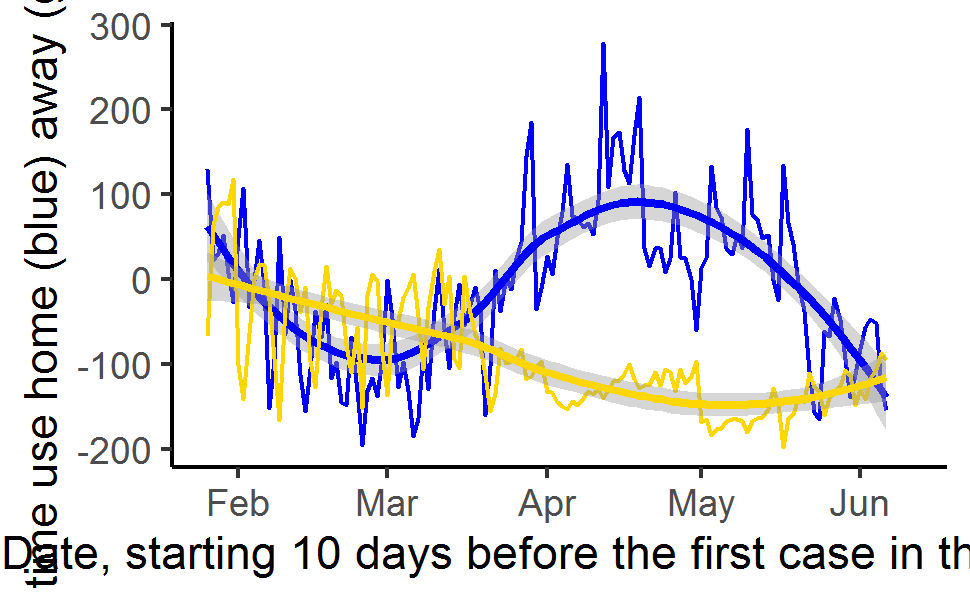 time use home (blue) away (
300
200
100
0
-100
-200
Feb Mar Apr May Jun
Date, starting 10 days before the first case in th